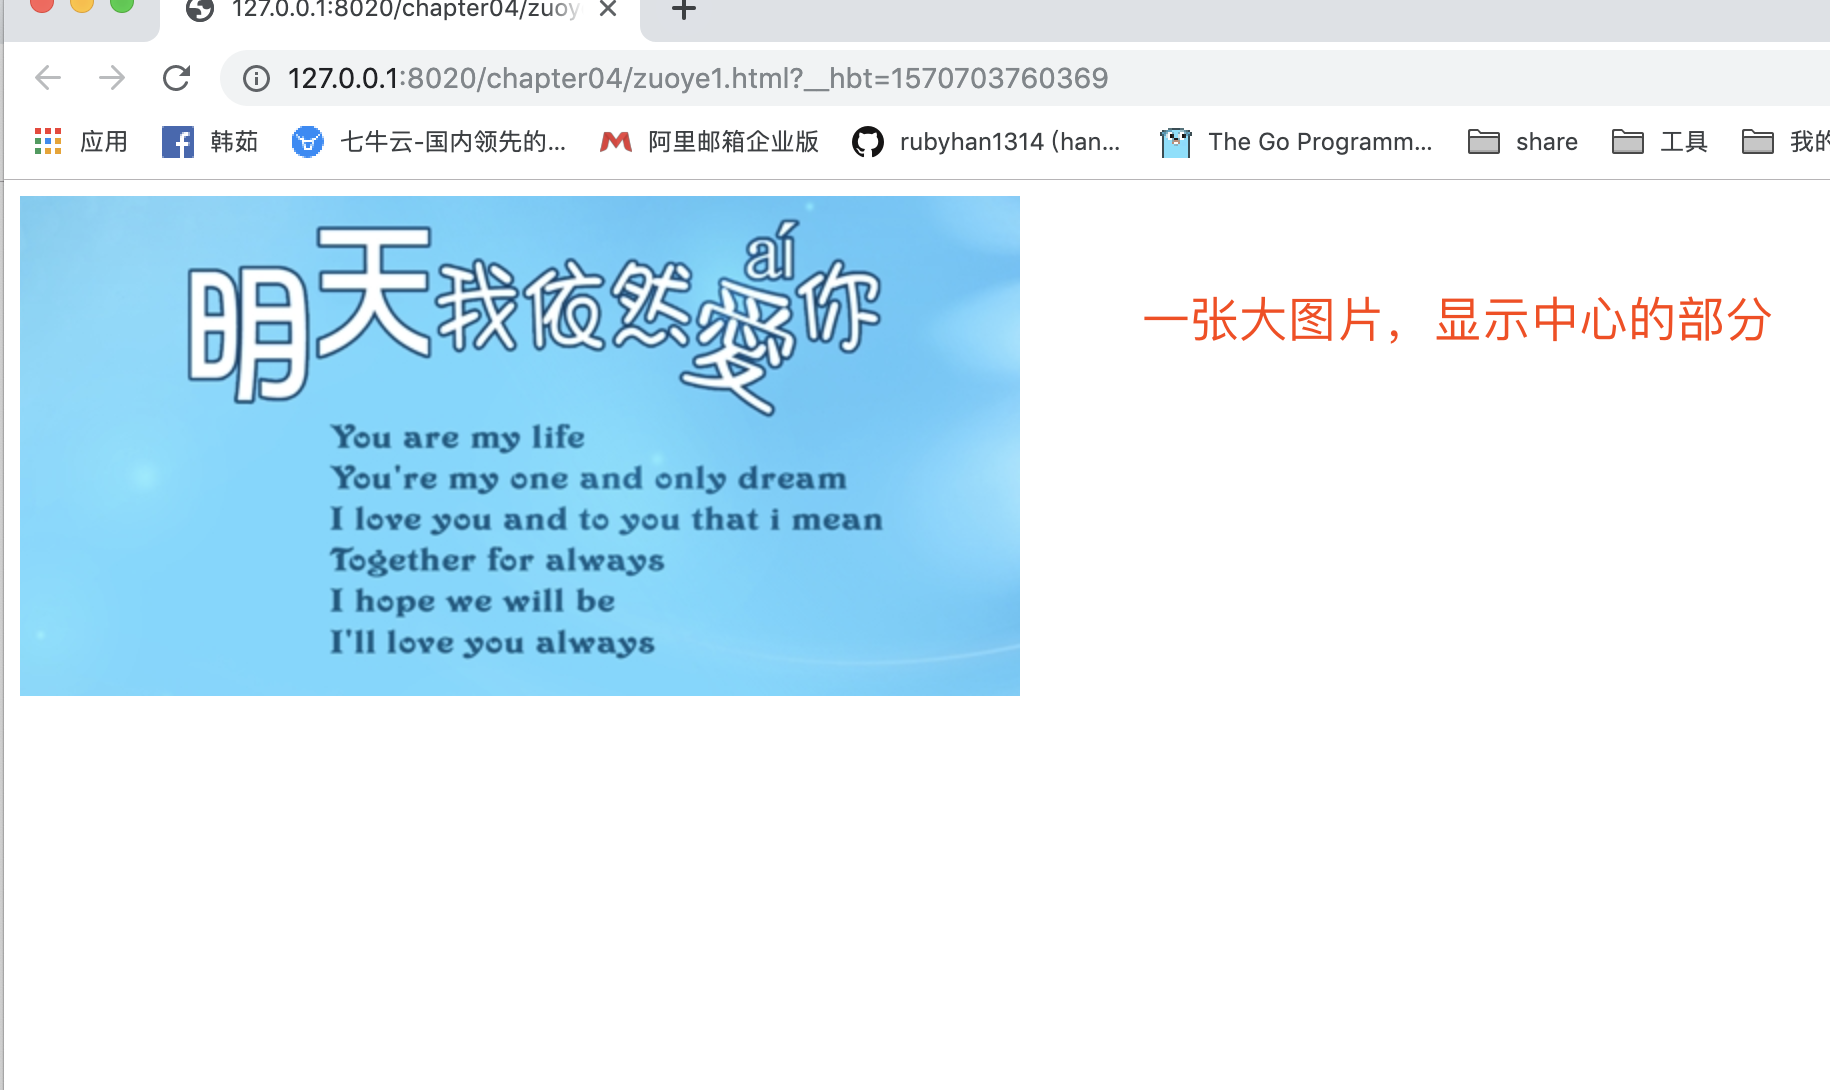 127.0.0.1:8020/chapter04/zuoy
127.0.0.1:8020/chapter04/zuoye1.html?__hbt=1570703760369
应用 韩茹 七牛云-国内领先的... 阿里邮箱企业版 rubyhan1314 (han... The Go Programm... share 工具 我的
明天我依然愛你
aí
一张大图片，显示中心的部分
You are my life
You're my one and only dream
I love you and to you that i mean
Together for always
I hope we will be
I'll love you always